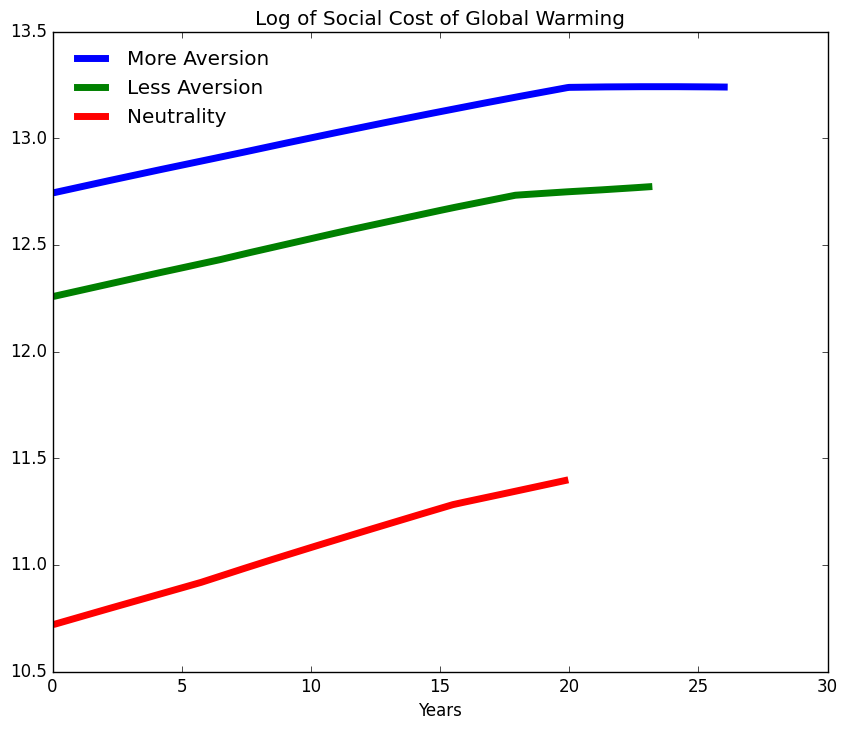 Log of Social Cost of Global Warming
13.5
More Aversion
Less Aversion
Neutrality
13.0
12.5
12.0
11.5
11.0
10.5
0 5 10 15 20 25 30
Years